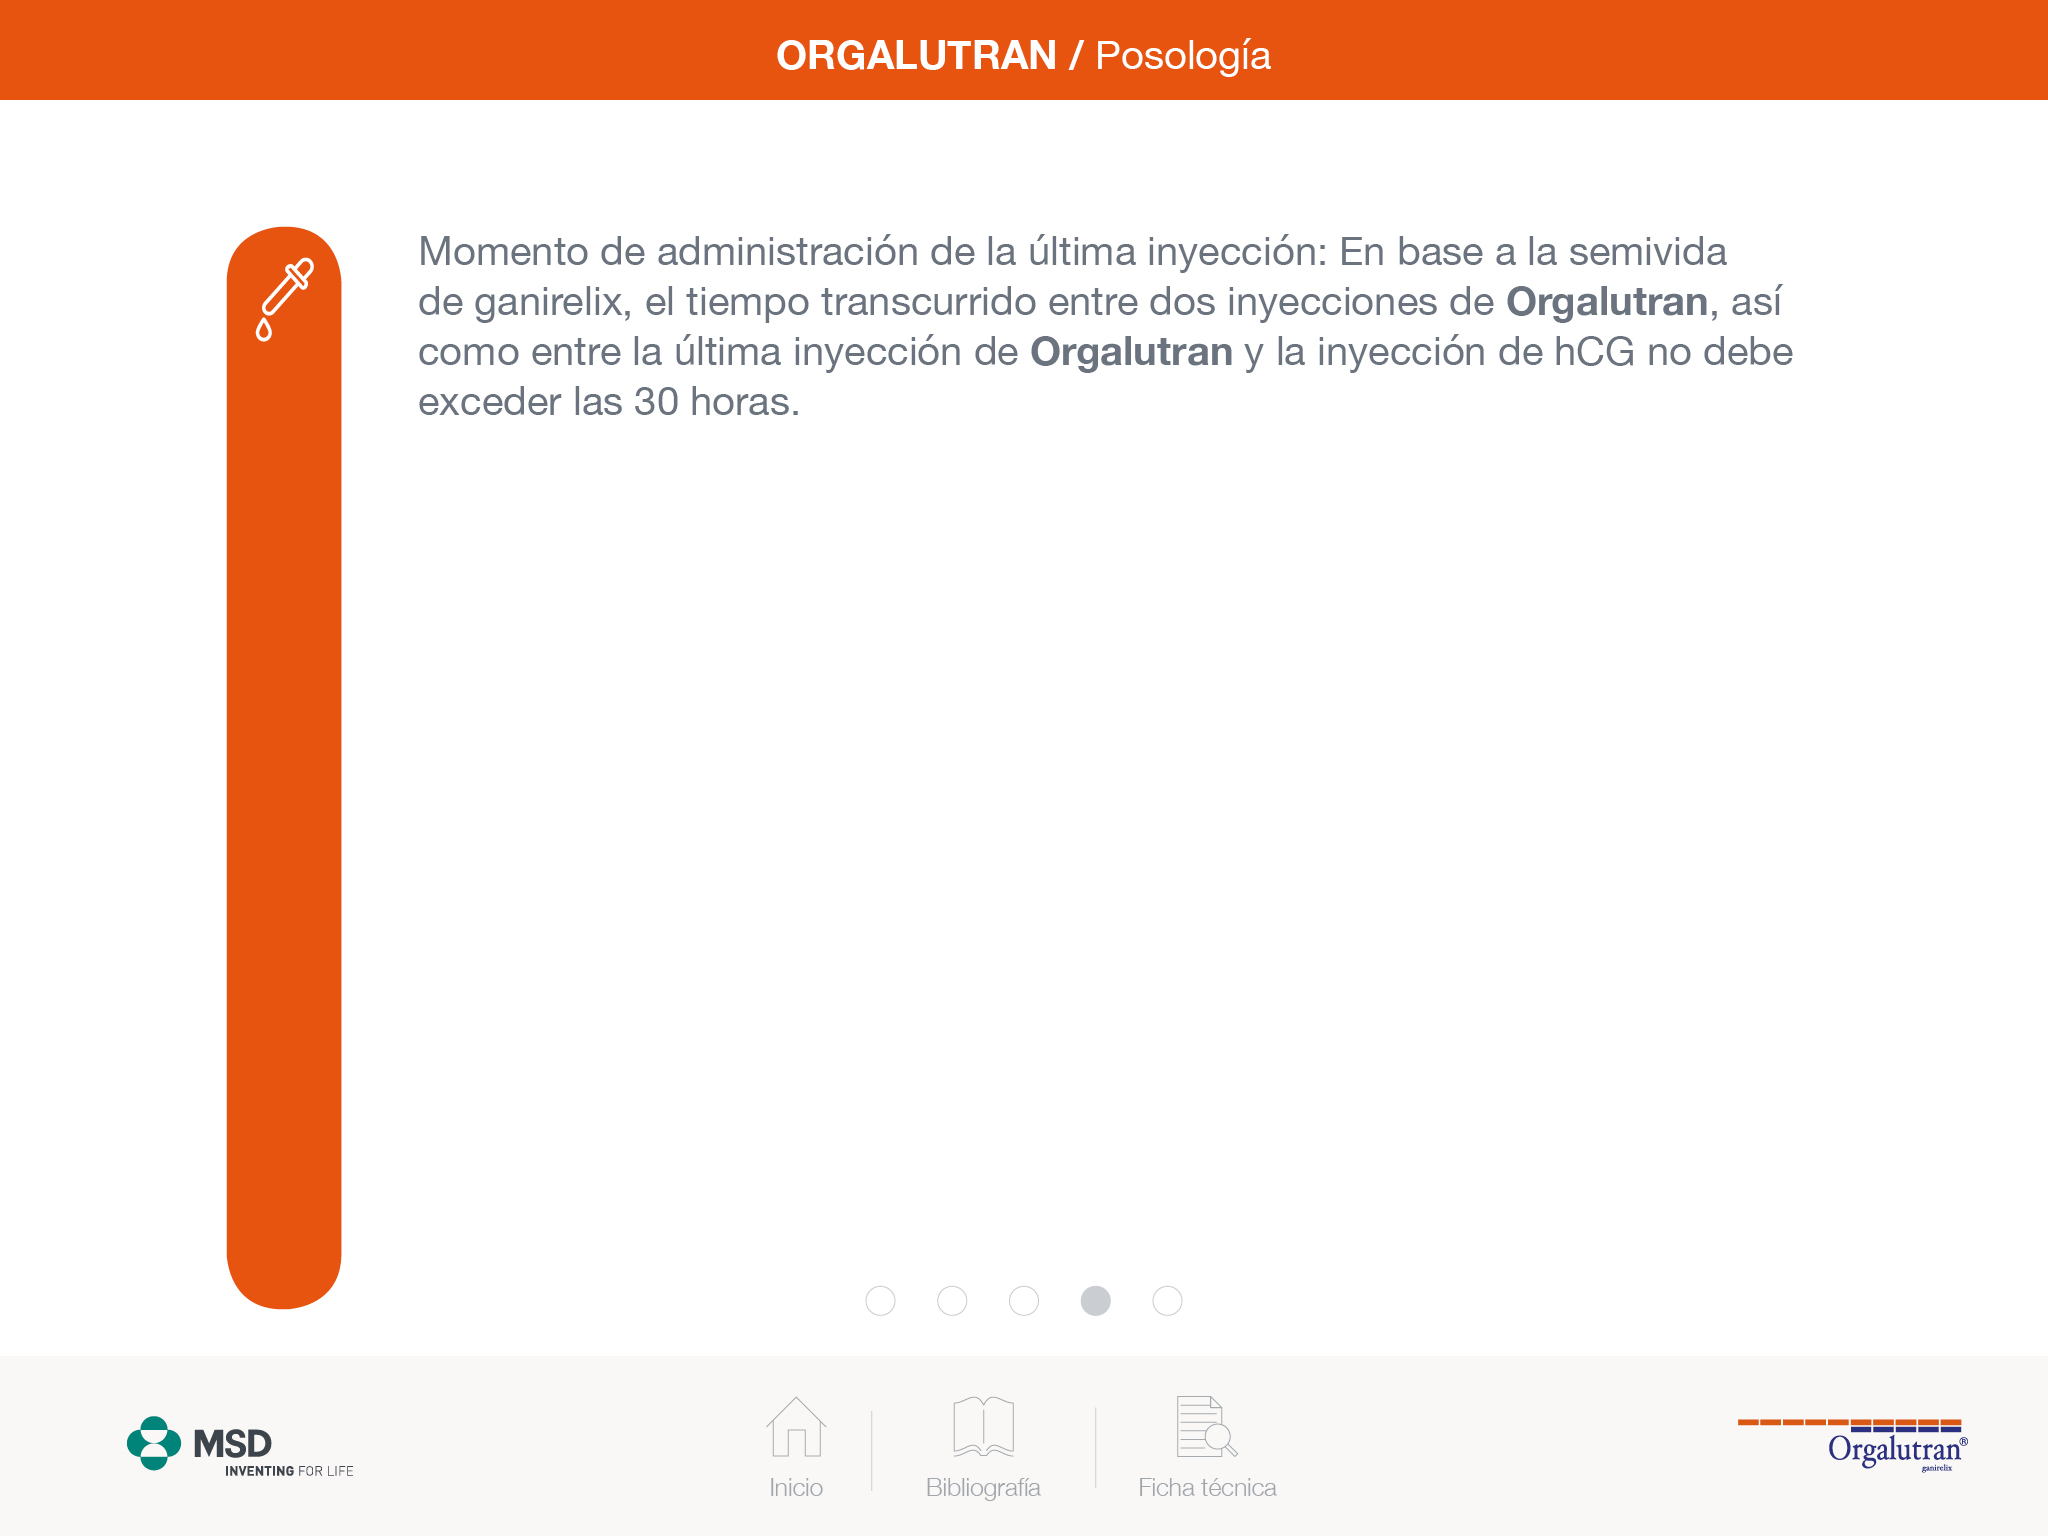 ORGALUTRAN / Posología
Momento de administración de la última inyección: En base a la semivida
de ganirelix, el tiempo transcurrido entre dos inyecciones de Orgalutran, así
como entre la última inyección de Orgalutran y la inyección de hCG no debe
exceder las 30 horas.
MSD
INVENTING FOR LIFE
Inicio
Bibliografía
Ficha técnica
Orgalutran®
ganirelix